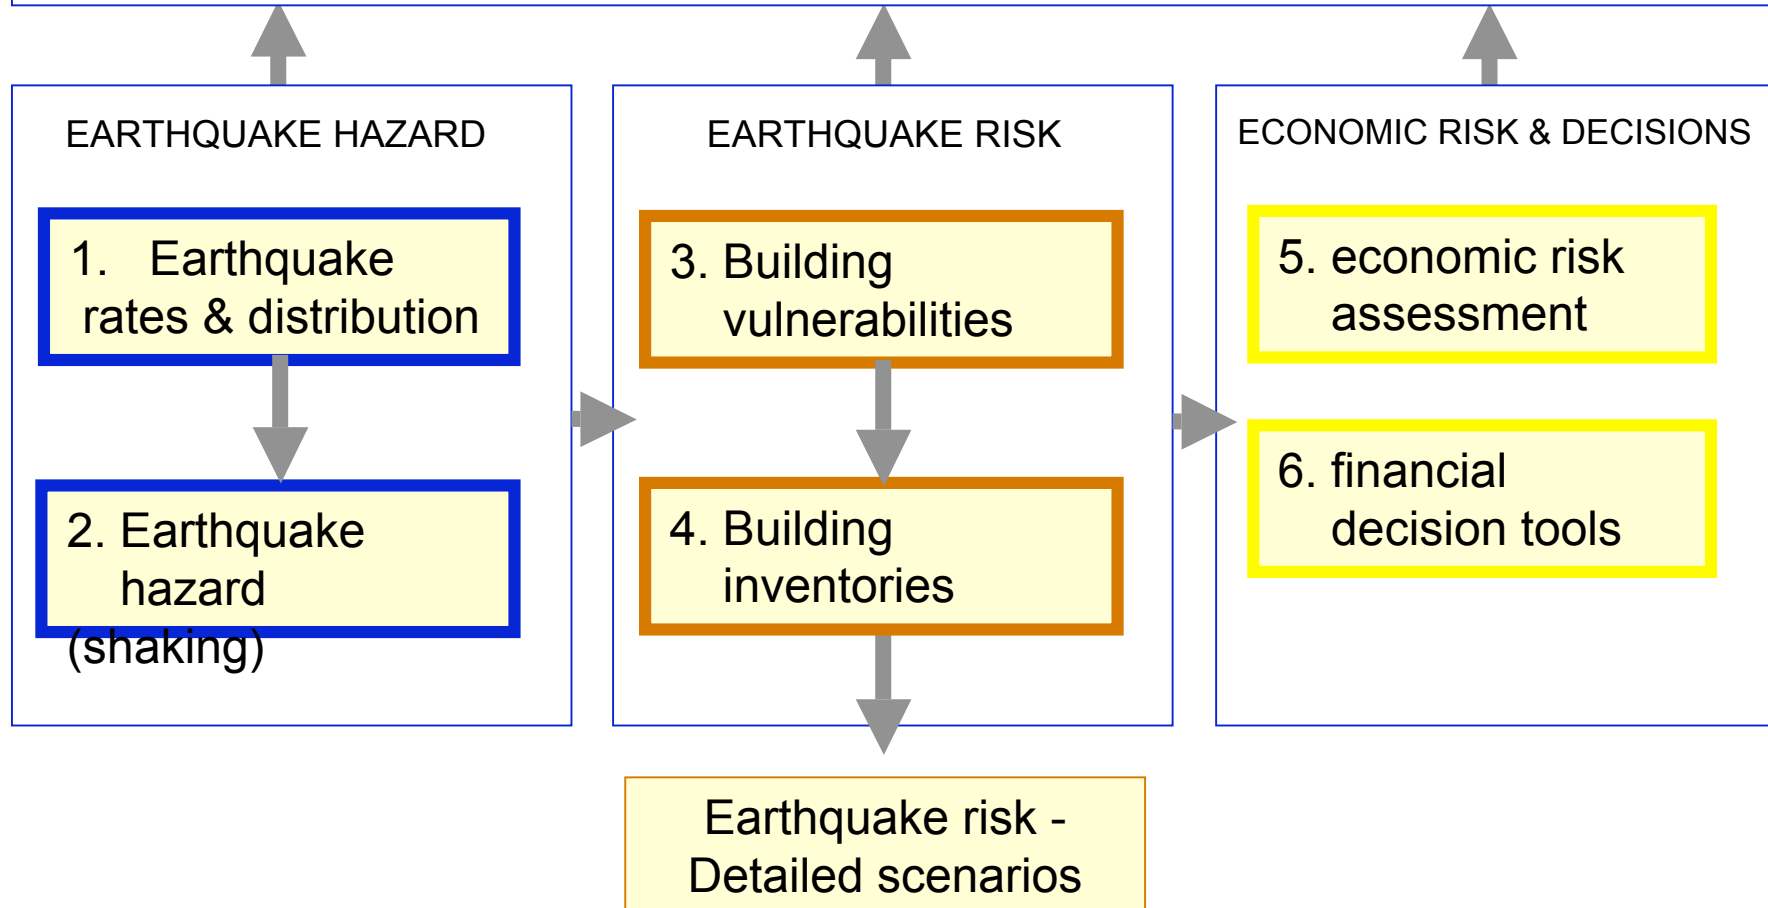 EARTHQUAKE HAZARD
1. Earthquake
rates & distribution
2. Earthquake
hazard
(shaking)
EARTHQUAKE RISK
3. Building
vulnerabilities
4. Building
inventories
ECONOMIC RISK & DECISIONS
5. economic risk
assessment
6. financial
decision tools
Earthquake risk -
Detailed scenarios